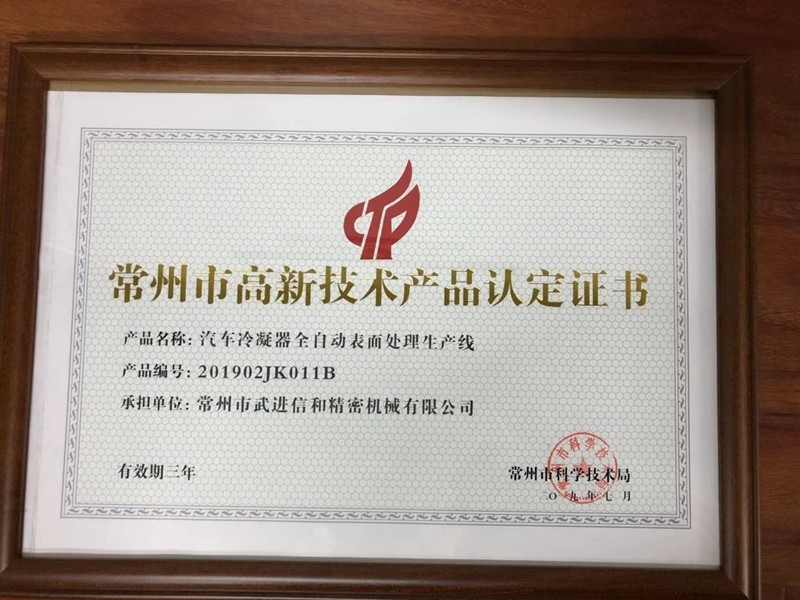 常州市高新技术产品认定证书
产品名称: 汽车冷凝器全自动表面处理生产线
产品编号: 201902JK011B
承担单位: 常州市武进信和精密机械有限公司
有效期三年
常州市科学技术局
〇九年七月